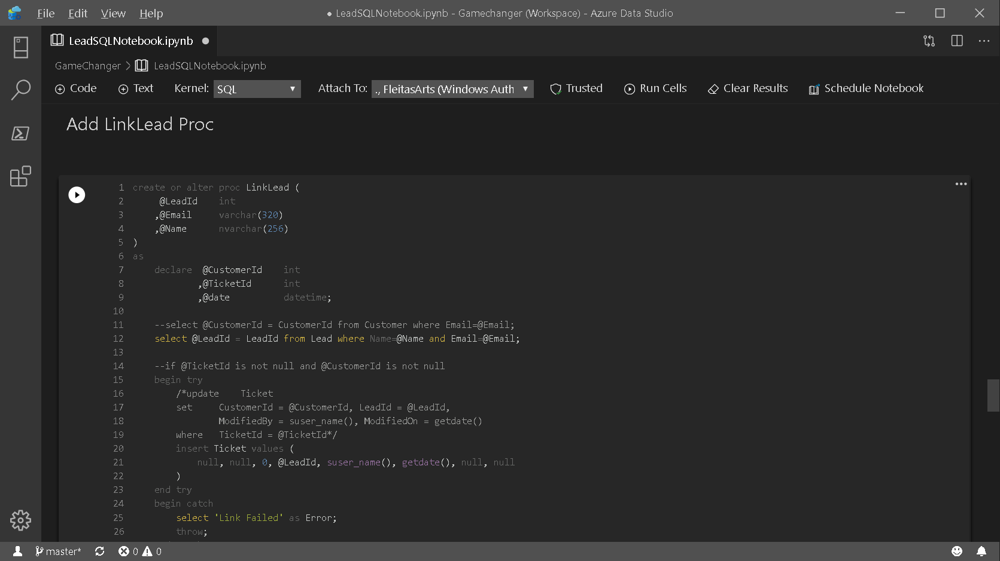 File Edit View Help ● LeadSQLNotebook.ipynb - Gamechanger (Workspace) - Azure Data Studio
LeadSQLNotebook.ipynb ●
GameChanger > LeadSQLNotebook.ipynb
Code Text Kernel: SQL Attach To: ., FleitasArts (Windows Auth Trusted Run Cells Clear Results Schedule Notebook
Add LinkLead Proc
1 create or alter proc LinkLead (
2 @LeadId int
3 ,@Email varchar(320)
4 ,@Name nvarchar(256)
5 )
6 as
7 declare @CustomerId int
8 ,@TicketId int
9 ,@date datetime;
10
11 --select @CustomerId = CustomerId from Customer where Email=@Email;
12 select @LeadId = LeadId from Lead where Name=@Name and Email=@Email;
13
14 --if @TicketId is not null and @CustomerId is not null
15 begin try
16 /*update Ticket
17 set CustomerId = @CustomerId, LeadId = @LeadId,
18 ModifiedBy = suser_name(), ModifiedOn = getdate()
19 where TicketId = @TicketId*/
20 insert Ticket values (
21 null, null, 0, @LeadId, suser_name(), getdate(), null, null
22 )
23 end try
24 begin catch
25 select 'Link Failed' as Error;
26 throw;
master* 0 0